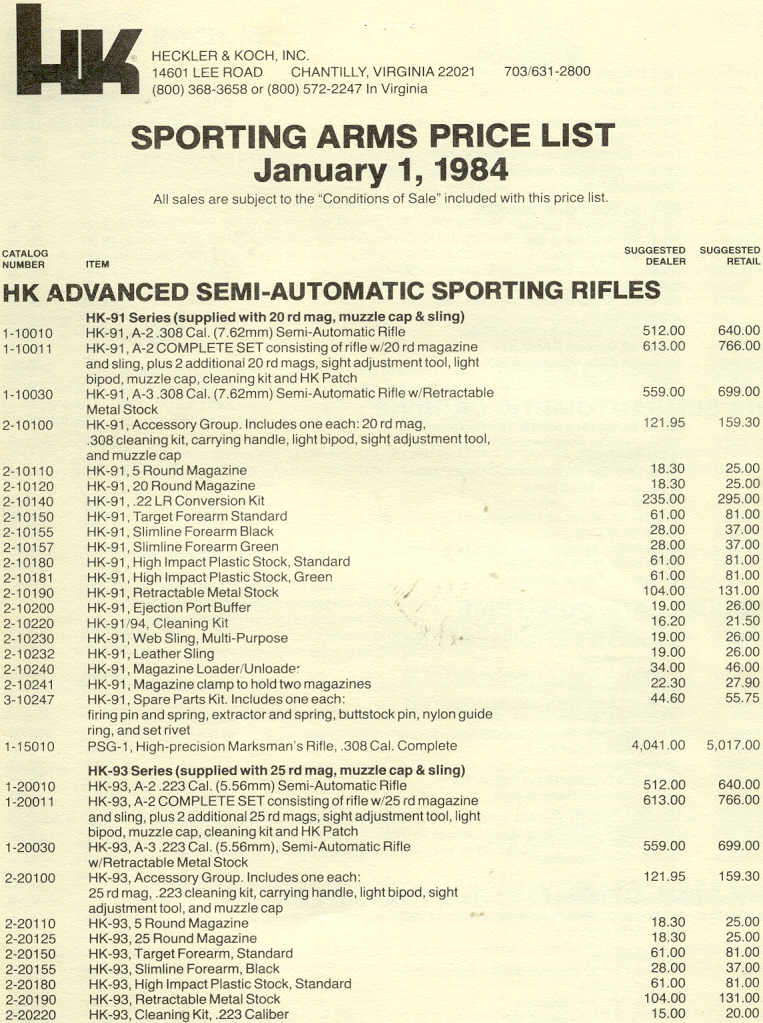 HK®
HECKLER & KOCH, INC.
14601 LEE ROAD CHANTILLY, VIRGINIA 22021 703/631-2800
(800) 368-3658 or (800) 572-2247 In Virginia
SPORTING ARMS PRICE LIST
January 1, 1984
All sales are subject to the “Conditions of Sale” included with this price list.
CATALOG NUMBER ITEM SUGGESTED DEALER SUGGESTED RETAIL
HK ADVANCED SEMI-AUTOMATIC SPORTING RIFLES
HK-91 Series (supplied with 20 rd mag, muzzle cap & sling)
1-10010 HK-91, A-2 .308 Cal. (7.62mm) Semi-Automatic Rifle 512.00 640.00
1-10011 HK-91, A-2 COMPLETE SET consisting of rifle w/20 rd magazine 613.00 766.00
and sling, plus 2 additional 20 rd mags, sight adjustment tool, light
bipod, muzzle cap, cleaning kit and HK Patch
1-10030 HK-91, A-3 .308 Cal. (7.62mm) Semi-Automatic Rifle w/Retractable 559.00 699.00
Metal Stock
2-10100 HK-91, Accessory Group. Includes one each: 20 rd mag, 121.95 159.30
.308 cleaning kit, carrying handle, light bipod, sight adjustment tool,
and muzzle cap
2-10110 HK-91, 5 Round Magazine 18.30 25.00
2-10120 HK-91, 20 Round Magazine 18.30 25.00
2-10140 HK-91, .22 LR Conversion Kit 235.00 295.00
2-10150 HK-91, Target Forearm Standard 61.00 81.00
2-10155 HK-91, Slimline Forearm Black 28.00 37.00
2-10157 HK-91, Slimline Forearm Green 28.00 37.00
2-10180 HK-91, High Impact Plastic Stock, Standard 61.00 81.00
2-10181 HK-91, High Impact Plastic Stock, Green 61.00 81.00
2-10190 HK-91, Retractable Metal Stock 104.00 131.00
2-10200 HK-91, Ejection Port Buffer 19.00 26.00
2-10220 HK-91/94, Cleaning Kit 16.20 21.50
2-10230 HK-91, Web Sling, Multi-Purpose 19.00 26.00
2-10232 HK-91, Leather Sling 19.00 26.00
2-10240 HK-91, Magazine Loader/Unloader 34.00 46.00
2-10241 HK-91, Magazine clamp to hold two magazines 22.30 27.90
3-10247 HK-91, Spare Parts Kit. Includes one each: 44.60 55.75
firing pin and spring, extractor and spring, buttstock pin, nylon guide
ring, and set rivet
1-15010 PSG-1, High-precision Marksman's Rifle, .308 Cal. Complete 4,041.00 5,017.00
HK-93 Series (supplied with 25 rd mag, muzzle cap & sling)
1-20010 HK-93, A-2 .223 Cal. (5.56mm) Semi-Automatic Rifle 512.00 640.00
1-20011 HK-93, A-2 COMPLETE SET consisting of rifle w/25 rd magazine 613.00 766.00
and sling, plus 2 additional 25 rd mags, sight adjustment tool, light
bipod, muzzle cap, cleaning kit and HK Patch
1-20030 HK-93, A-3 .223 Cal. (5.56mm), Semi-Automatic Rifle 559.00 699.00
w/Retractable Metal Stock
2-20100 HK-93, Accessory Group. Includes one each: 121.95 159.30
25 rd mag, .223 cleaning kit, carrying handle, light bipod, sight
adjustment tool, and muzzle cap
2-20110 HK-93, 5 Round Magazine 18.30 25.00
2-20125 HK-93, 25 Round Magazine 18.30 25.00
2-20150 HK-93, Target Forearm, Standard 61.00 81.00
2-20155 HK-93, Slimline Forearm, Black 28.00 37.00
2-20180 HK-93, High Impact Plastic Stock, Standard 61.00 81.00
2-20190 HK-93, Retractable Metal Stock 104.00 131.00
2-20220 HK-93, Cleaning Kit, .223 Caliber 15.00 20.00